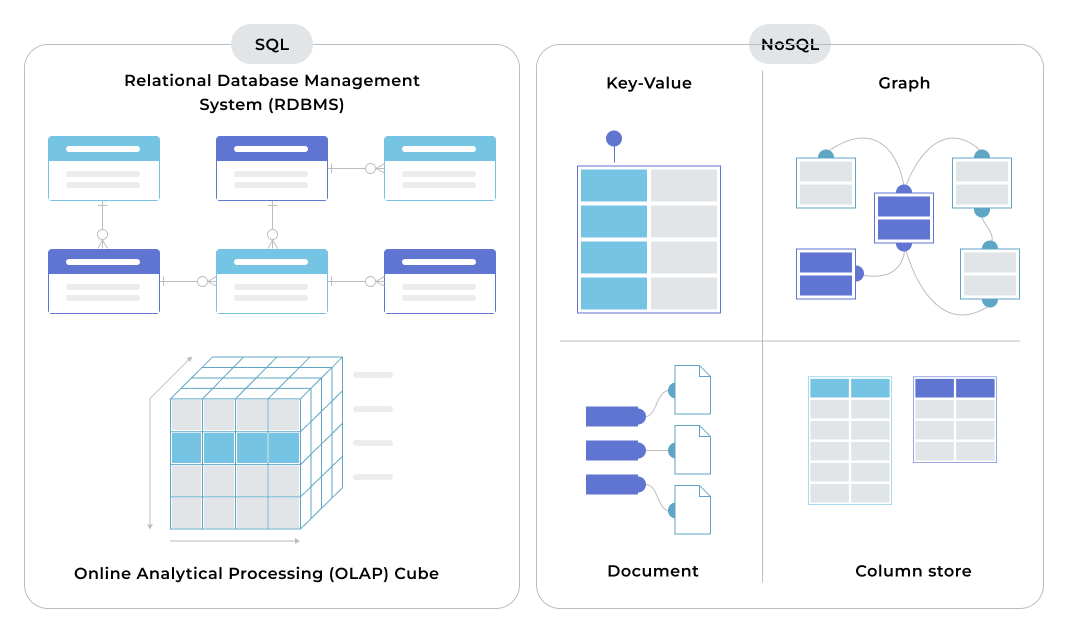 SQL
Relational Database Management
System (RDBMS)
Online Analytical Processing (OLAP) Cube
NoSQL
Key-Value
Graph
Document
Column store